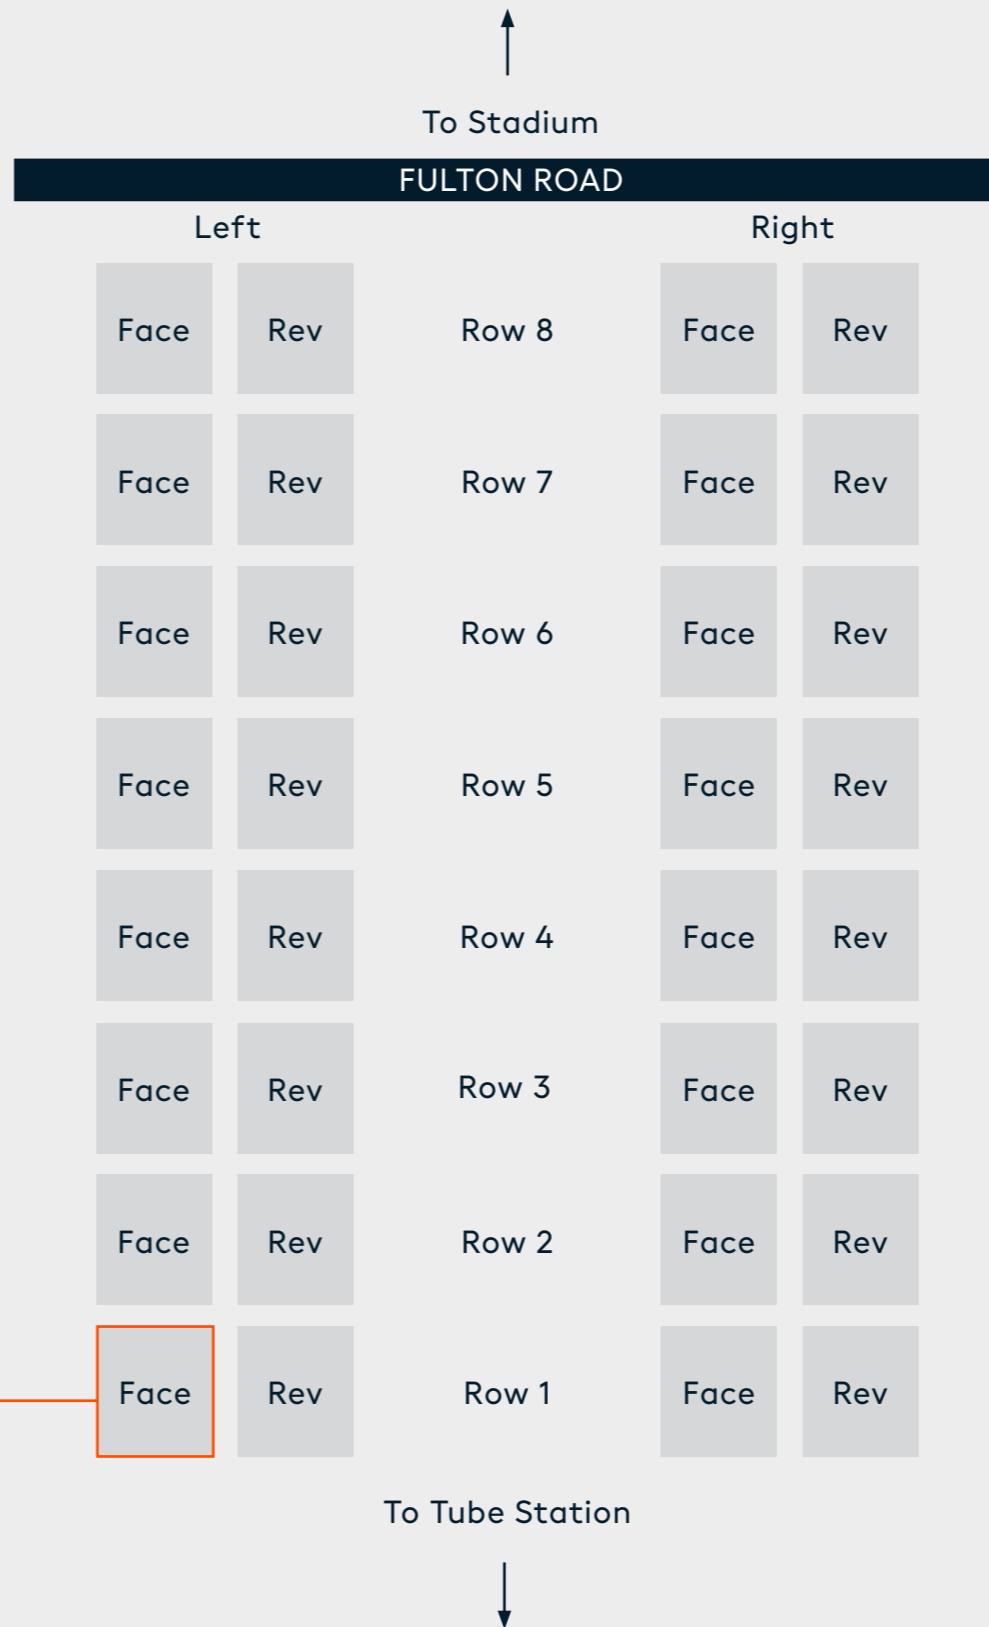 To Stadium
FULTON ROAD
Left Right
Face Rev Row 8 Face Rev
Face Rev Row 7 Face Rev
Face Rev Row 6 Face Rev
Face Rev Row 5 Face Rev
Face Rev Row 4 Face Rev
Face Rev Row 3 Face Rev
Face Rev Row 2 Face Rev
Face Rev Row 1 Face Rev
To Tube Station